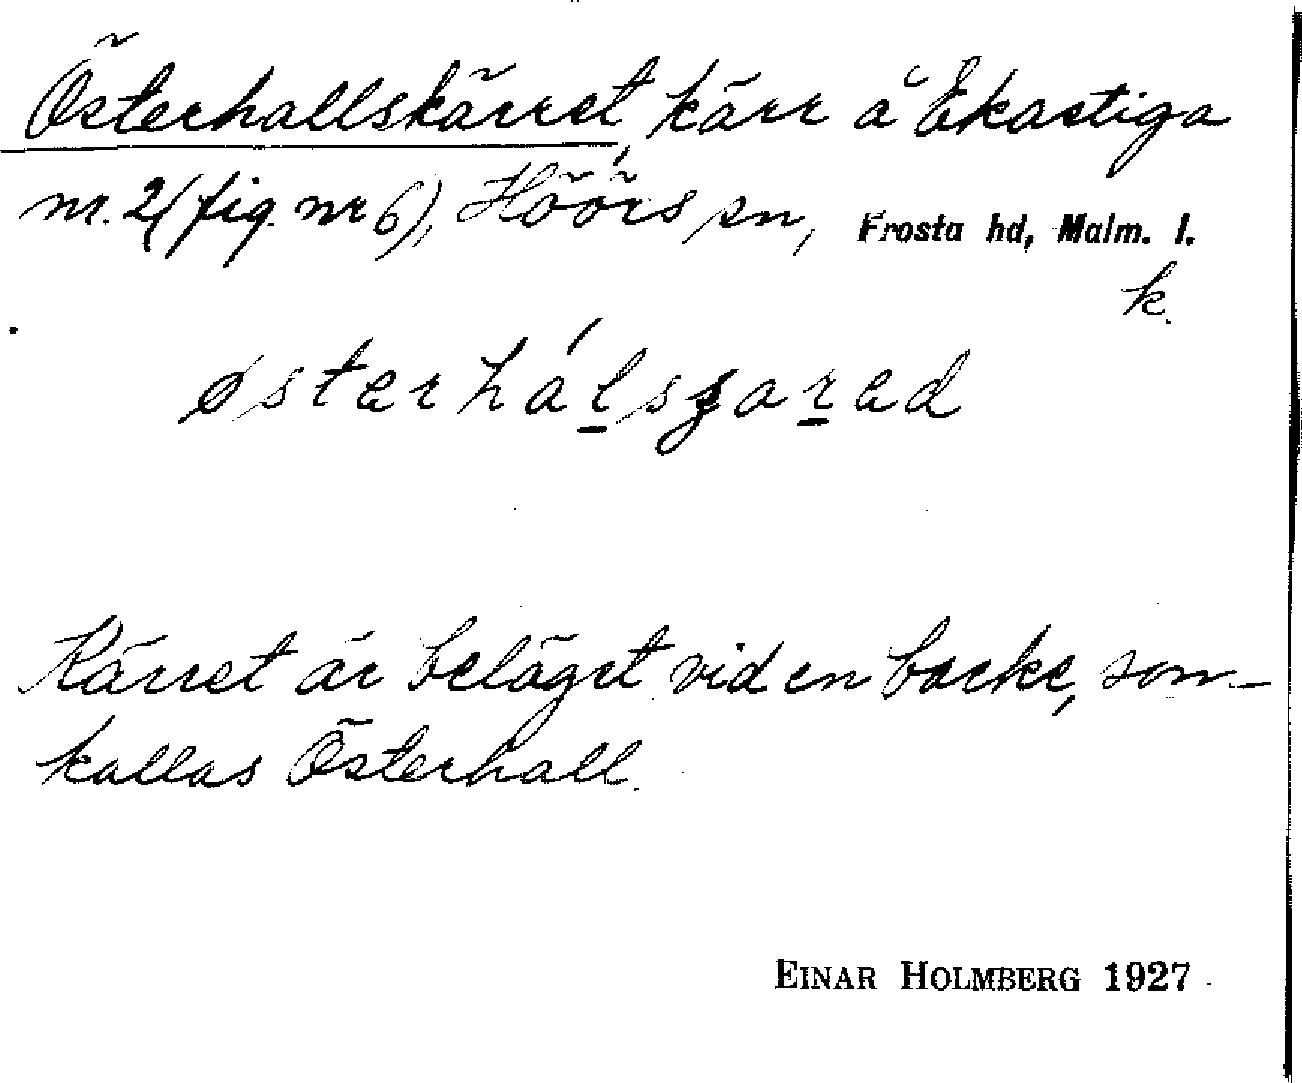 Österhallskärret, kärr å Ekastiga
nr. 2 (fig. nr 6), Höörs sn, Frosta hd, Malm. l.
k.
Kärret är beläget vid en backe, som
kallas Österhall.
EINAR HOLMBERG 1927